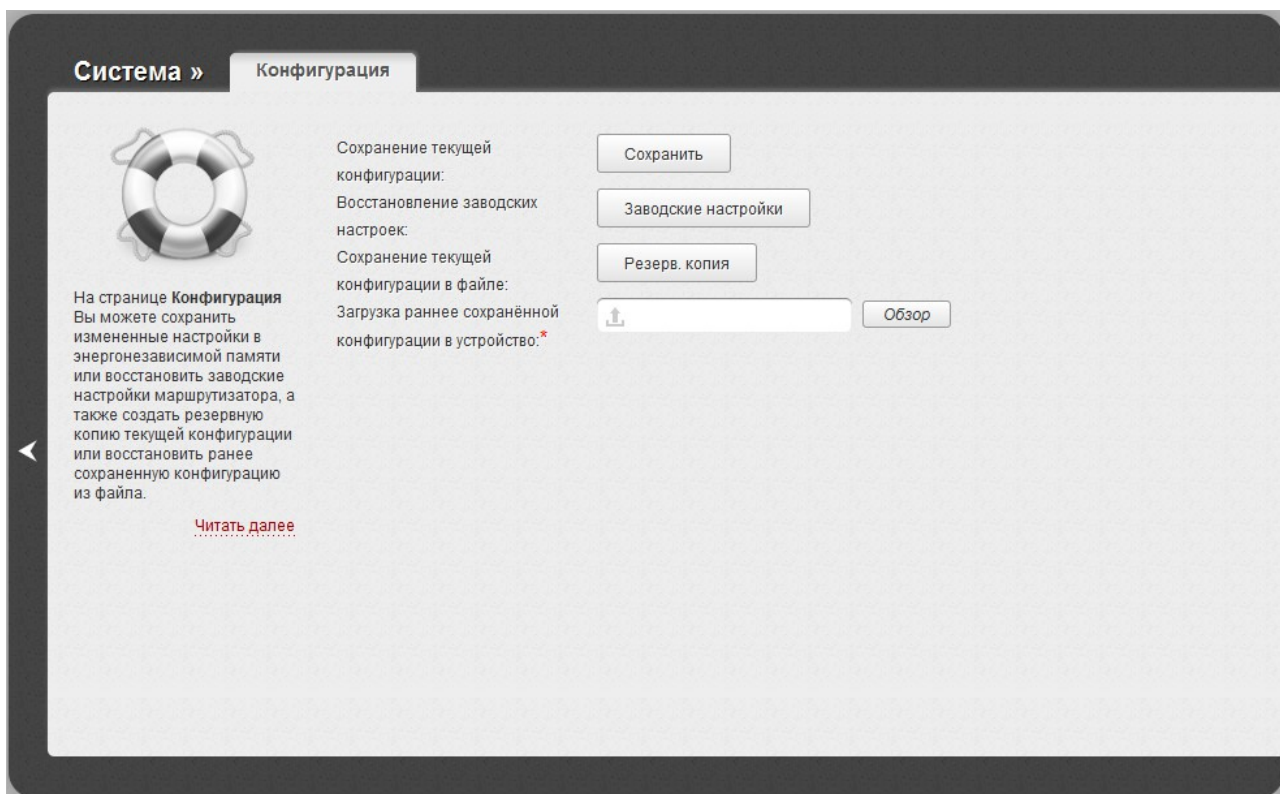 Система »
Конфигурация
На странице Конфигурация
Вы можете сохранить
измененные настройки в
энергонезависимой памяти
или восстановить заводские
настройки маршрутизатора, а
также создать резервную
копию текущей конфигурации
или восстановить ранее
сохраненную конфигурацию
из файла.
Читать далее
Сохранение текущей
конфигурации:
Сохранить
Восстановление заводских
настроек:
Заводские настройки
Сохранение текущей
конфигурации в файле:
Резерв. копия
Загрузка раннее сохранённой
конфигурации в устройство:*
Обзор